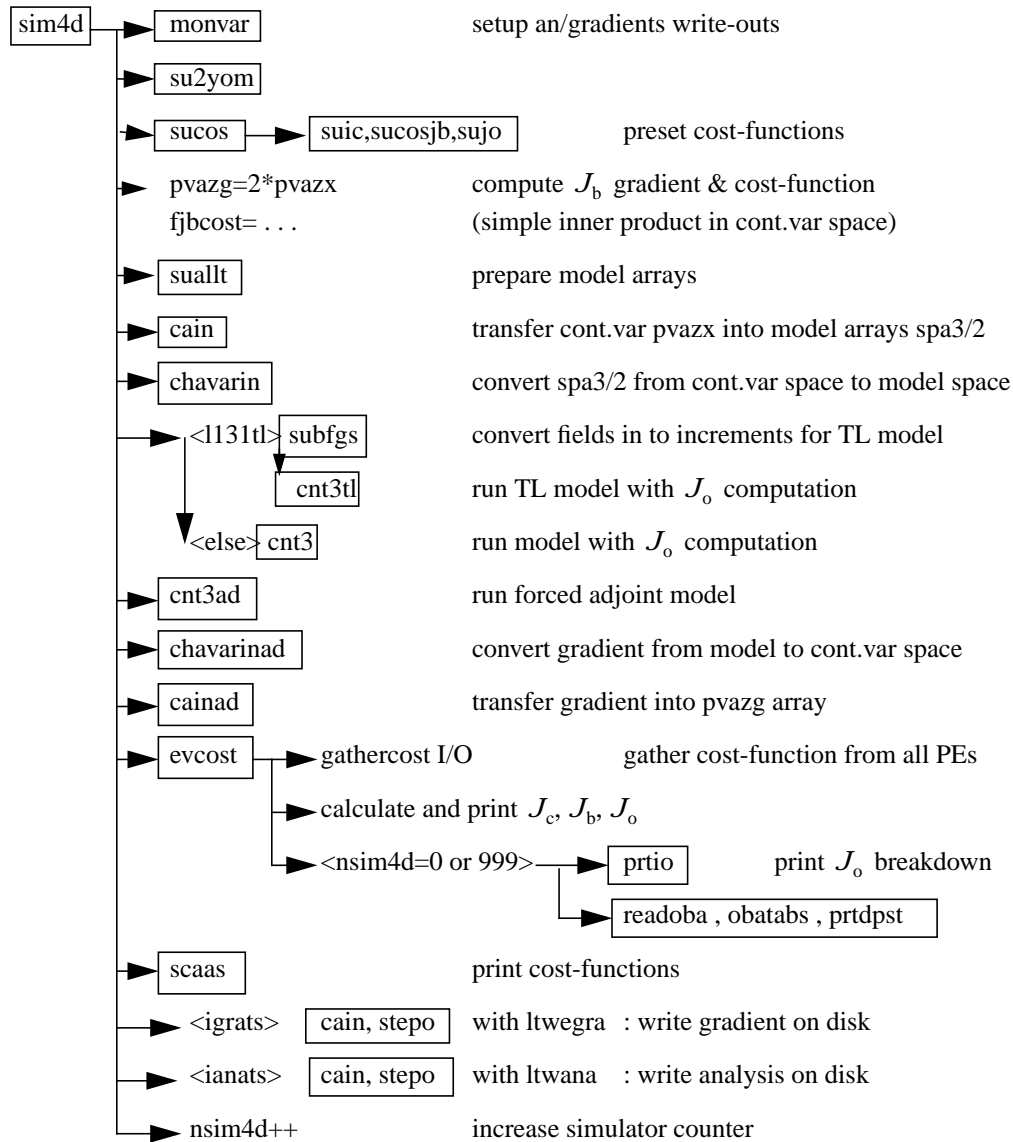 sim4d monvar setup an/gradients write-outs
su2yom
sucos suic,sucosjb,sujo preset cost-functions
pvazg=2*pvazx compute J_b gradient & cost-function
fjbcost= . . . (simple inner product in cont.var space)
suallt prepare model arrays
cain transfer cont.var pvazx into model arrays spa3/2
chavarin convert spa3/2 from cont.var space to model space
<l131tl> subfgs convert fields in to increments for TL model
cnt3tl run TL model with J_o computation
<else> cnt3 run model with J_o computation
cnt3ad run forced adjoint model
chavarinad convert gradient from model to cont.var space
cainad transfer gradient into pvazg array
evcost gathercost I/O gather cost-function from all PEs
calculate and print J_c, J_b, J_o
<nsim4d=0 or 999> prtio print J_o breakdown
readoba , obatabs , prtdpst
scaas print cost-functions
<igrats> cain, stepo with ltwegra : write gradient on disk
<ianats> cain, stepo with ltwana : write analysis on disk
nsim4d++ increase simulator counter